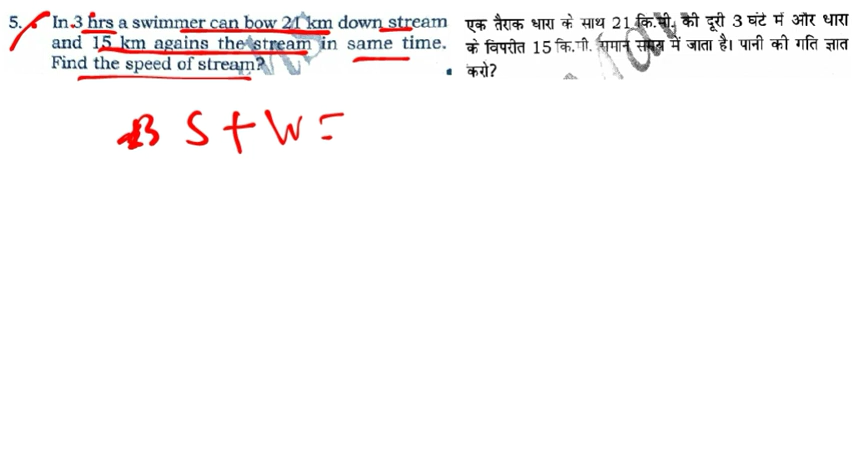 5. In 3 hrs a swimmer can bow 21 km down stream
and 15 km agains the stream in same time.
Find the speed of stream?
एक तैराक धारा के साथ 21 कि.मी. की दूरी 3 घंटे में और धारा
के विपरीत 15 कि.मी. समान समय में जाता है। पानी की गति ज्ञात
करो?
S + W =